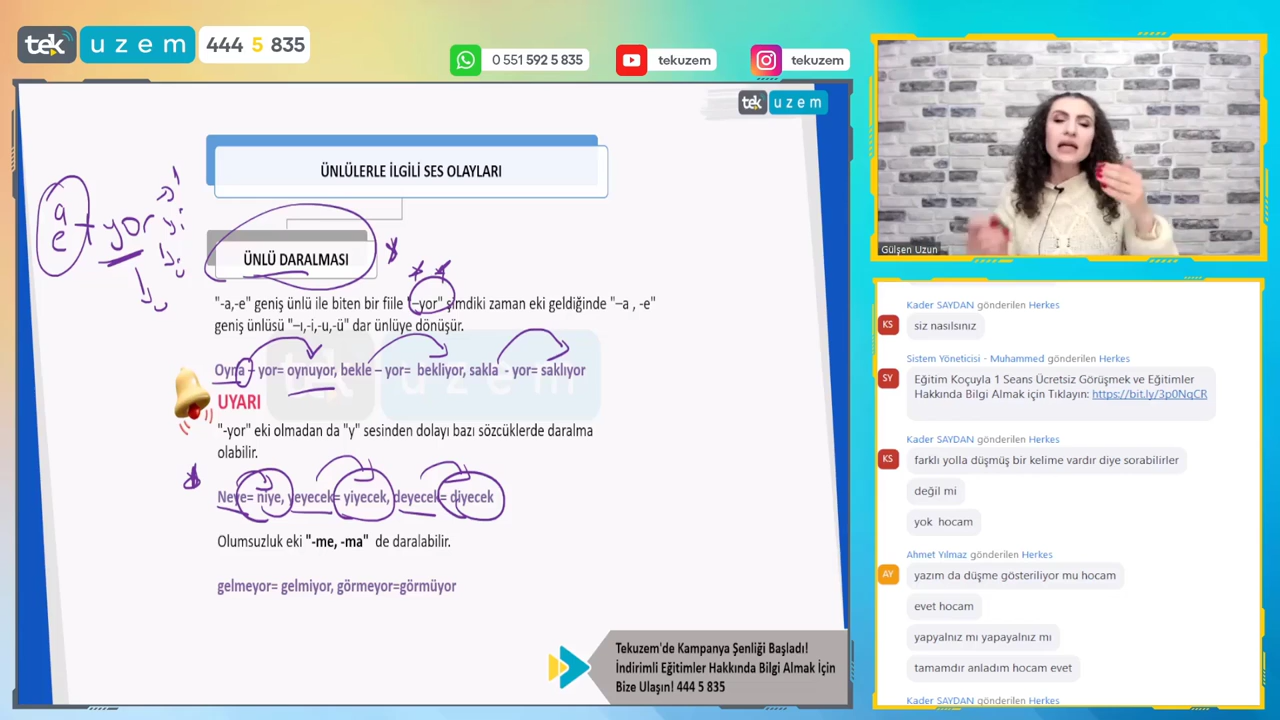 tek uzem 444 5 835
0 551 592 5 835
tekuzem
tekuzem
tek uzem
ÜNLÜLERLE İLGİLİ SES OLAYLARI
ÜNLÜ DARALMASI
a
e
+ yor
"-a,-e" geniş ünlü ile biten bir fiile "–yor" şimdiki zaman eki geldiğinde "–a , -e"
geniş ünlüsü "–ı,-i,-u,-ü" dar ünlüye dönüşür.
Oyna – yor= oynuyor, bekle – yor= bekliyor, sakla - yor= saklıyor
UYARI
"-yor" eki olmadan da "y" sesinden dolayı bazı sözcüklerde daralma
olabilir.
Neye= niye, yeyecek= yiyecek, deyecek= diyecek
Olumsuzluk eki "-me, -ma" de daralabilir.
gelmeyor= gelmiyor, görmeyor=görmüyor
Tekuzem'de Kampanya Şenliği Başladı!
İndirimli Eğitimler Hakkında Bilgi Almak İçin
Bize Ulaşın! 444 5 835
Gülşen Uzun
Kader SAYDAN gönderilen Herkes
KS
siz nasılsınız
Sistem Yöneticisi - Muhammed gönderilen Herkes
SY
Eğitim Koçuyla 1 Seans Ücretsiz Görüşmek ve Eğitimler
Hakkında Bilgi Almak için Tıklayın: https://bit.ly/3p0NqCR
Kader SAYDAN gönderilen Herkes
KS
farklı yolla düşmüş bir kelime vardır diye sorabilirler
değil mi
yok hocam
Ahmet Yılmaz gönderilen Herkes
AY
yazım da düşme gösteriliyor mu hocam
evet hocam
yapyalnız mı yapayalnız mı
tamamdır anladım hocam evet
Kader SAYDAN gönderilen Herkes